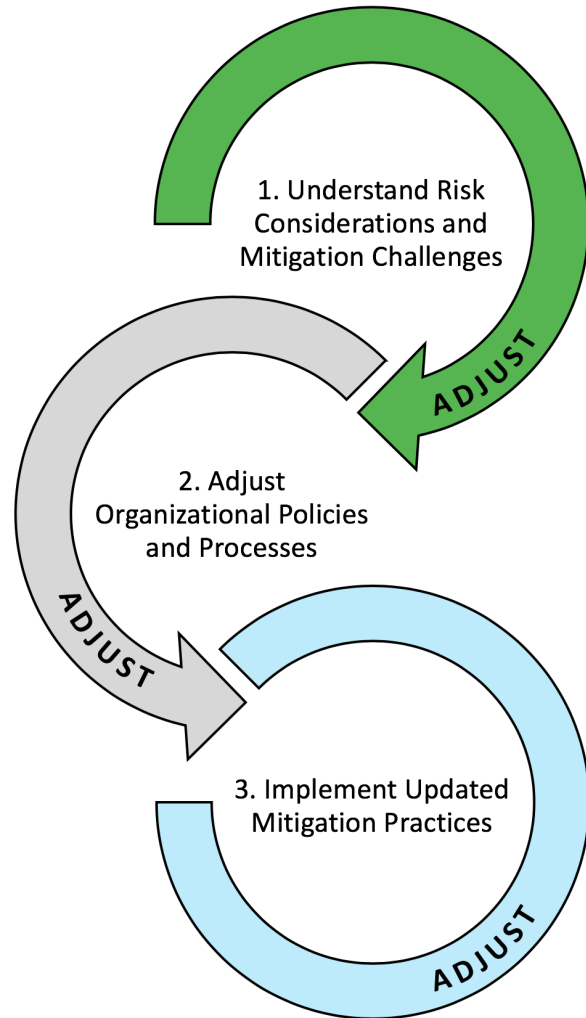 1. Understand Risk
Considerations and
Mitigation Challenges
ADJUST
2. Adjust
Organizational Policies
and Processes
ADJUST
3. Implement Updated
Mitigation Practices
ADJUST